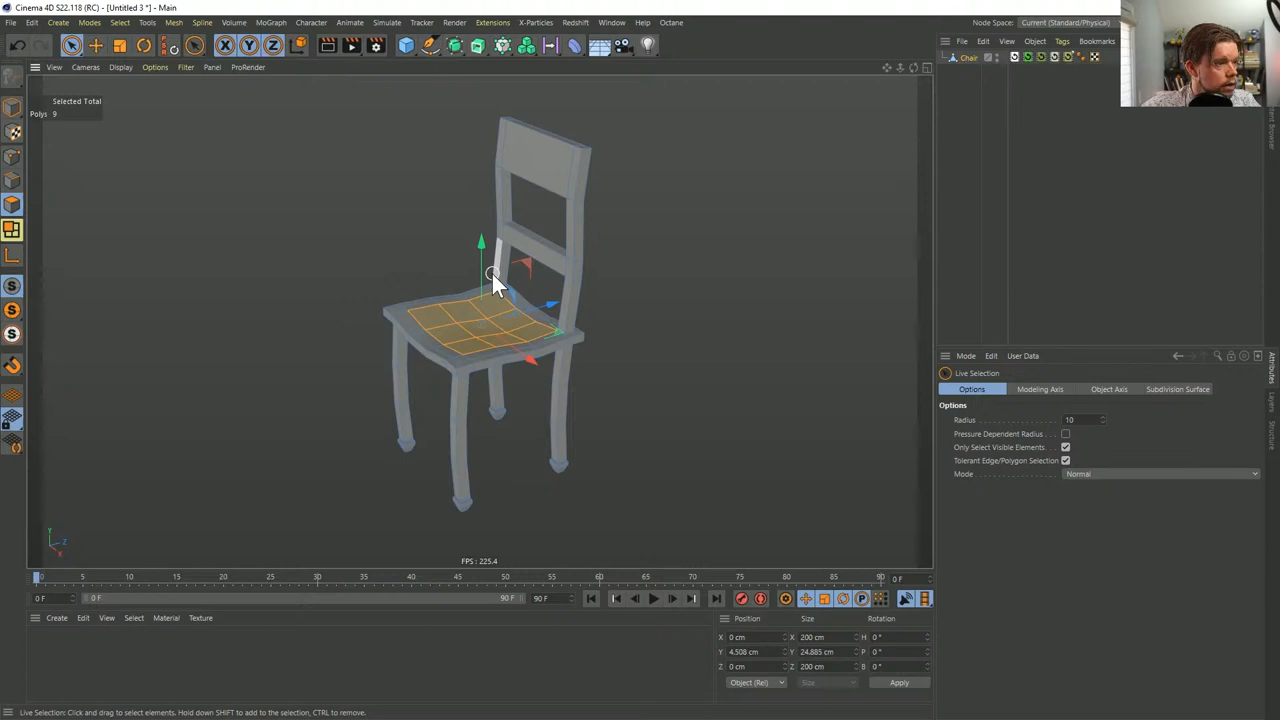 Cinema 4D S22.118 (RC) - [Untitled 3 *] - Main
File Edit Create Modes Select Tools Mesh Spline Volume MoGraph Character Animate Simulate Tracker Render Extensions X-Particles Redshift Window Help Octane
Node Space: Current (Standard/Physical)
View Cameras Display Options Filter Panel ProRender
File Edit View Object Tags Bookmarks
Chair
Selected Total
Polys 9
Content Browser
Mode Edit User Data
Attributes
Layers
Structure
Live Selection
Options Modeling Axis Object Axis Subdivision Surface
Options
Radius 10
Pressure Dependent Radius
Only Select Visible Elements
Tolerant Edge/Polygon Selection
Mode Normal
Y
Z
X
FPS : 225.4
0 5 10 15 20 25 30 35 40 45 50 55 60 65 70 75 80 85 90 0 F
0 F 0 F 90 F 90 F
Create Edit View Select Material Texture
Position Size Rotation
X 0 cm X 200 cm H 0 °
Y 4.508 cm Y 24.885 cm P 0 °
Z 0 cm Z 200 cm B 0 °
Object (Rel) Size Apply
Live Selection: Click and drag to select elements. Hold down SHIFT to add to the selection, CTRL to remove.